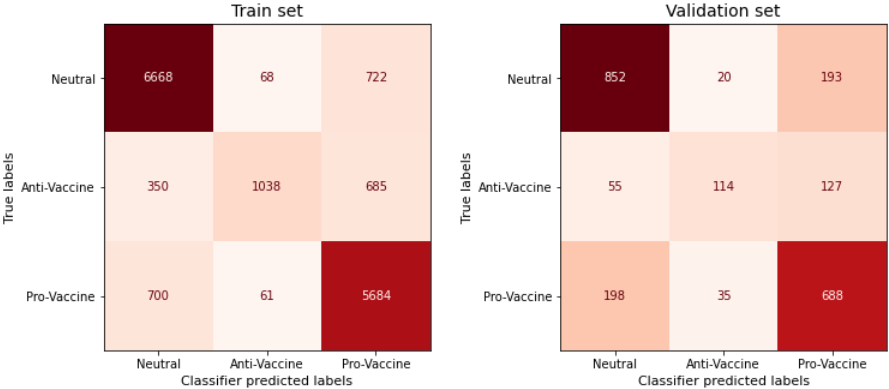 Train set
True labels
Neutral 6668 68 722
Anti-Vaccine 350 1038 685
Pro-Vaccine 700 61 5684
Neutral Anti-Vaccine Pro-Vaccine
Classifier predicted labels
Validation set
True labels
Neutral 852 20 193
Anti-Vaccine 55 114 127
Pro-Vaccine 198 35 688
Neutral Anti-Vaccine Pro-Vaccine
Classifier predicted labels